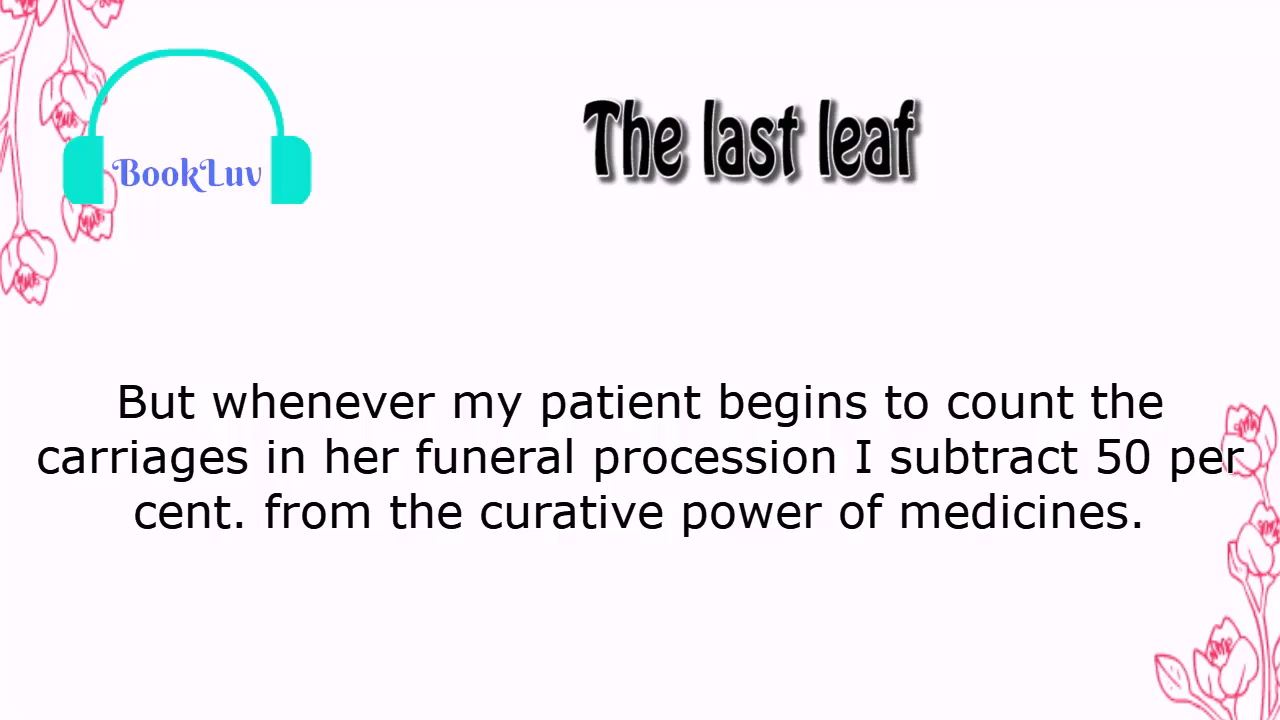 The last leaf
BookLuv
But whenever my patient begins to count the
carriages in her funeral procession I subtract 50 per
cent. from the curative power of medicines.